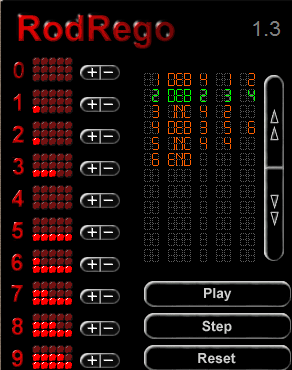 RodRego 1.3
0 + −
1 + −
2 + −
3 + −
4 + −
5 + −
6 + −
7 + −
8 + −
9 + −
1 DEB 4 1 2
2 DEB 2 3 4
3 INC 4 2
4 DEB 3 5 6
5 INC 4 4
6 END
Play
Step
Reset